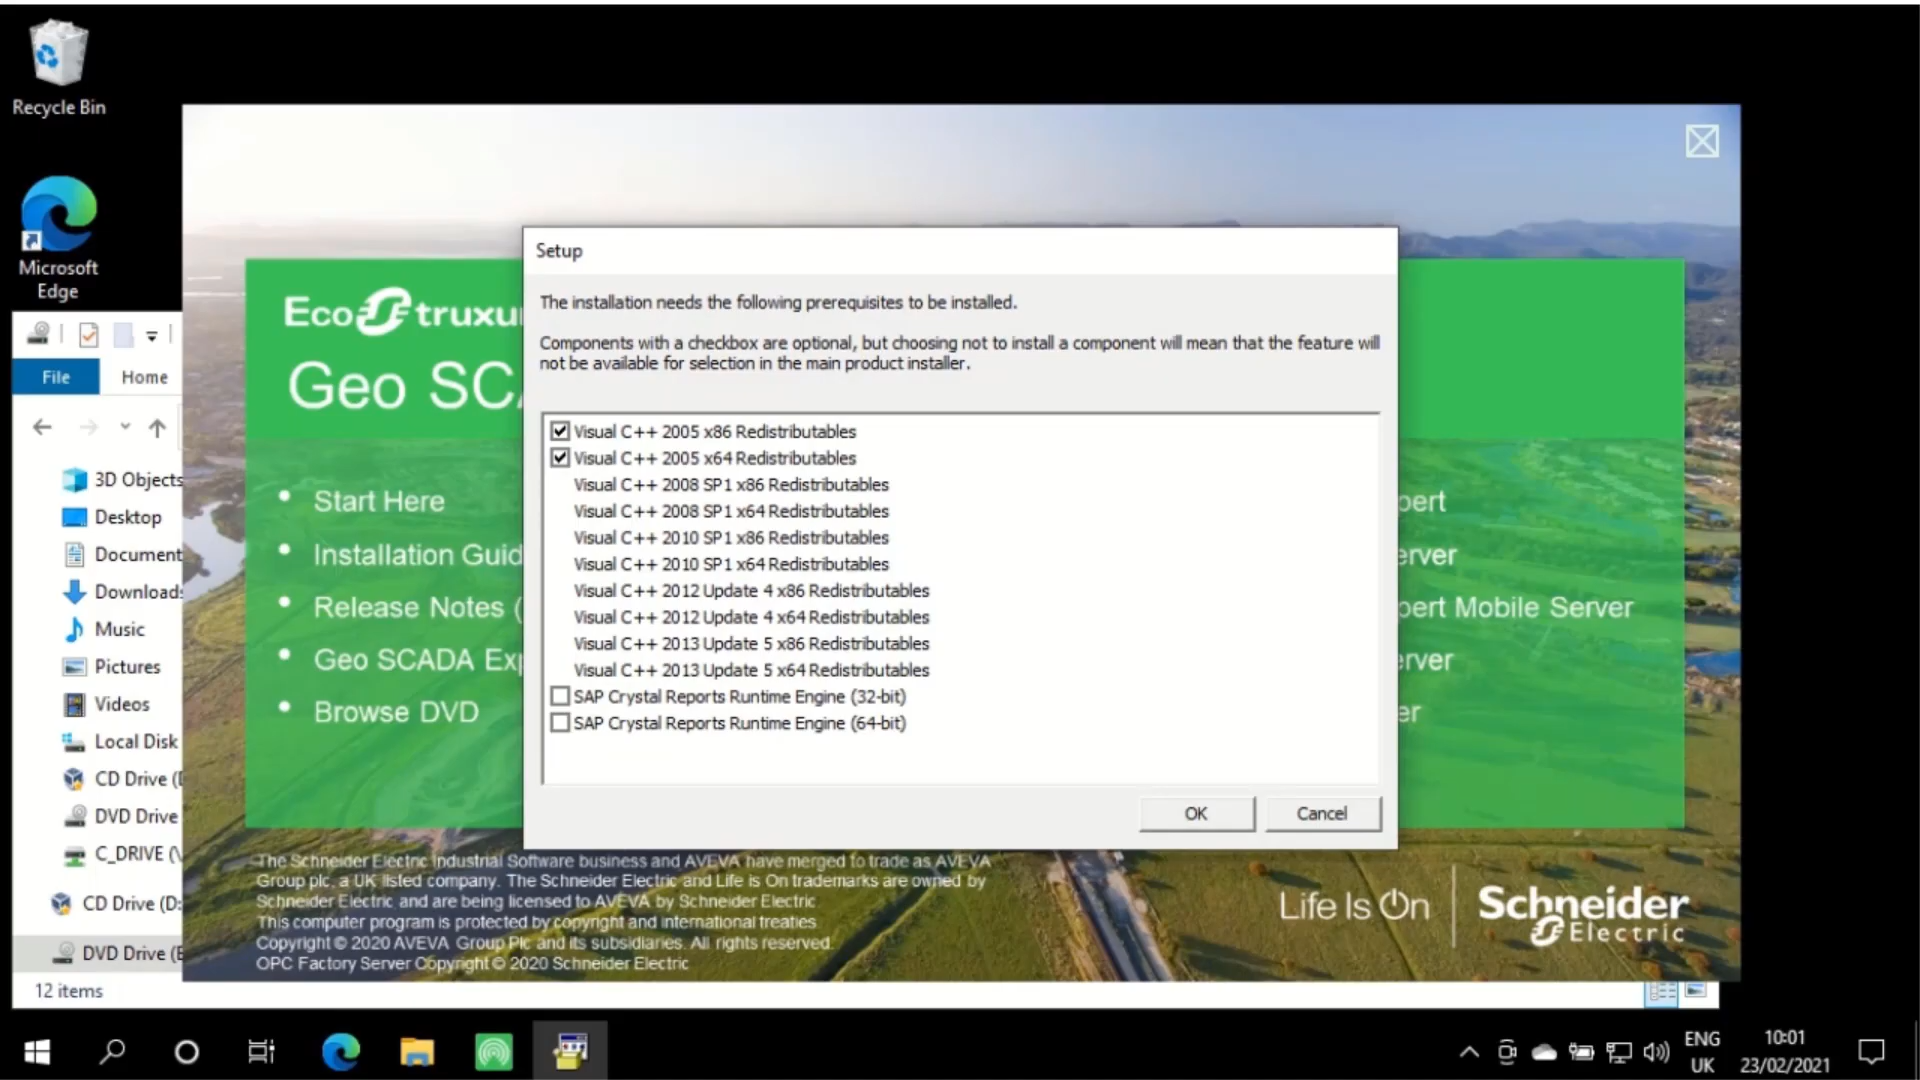 Recycle Bin
Microsoft
Edge
File
Home
3D Objects
Desktop
Document
Downloads
Music
Pictures
Videos
Local Disk
CD Drive (
DVD Drive
C_DRIVE (\
CD Drive (D:
DVD Drive (E
12 items
Eco truxu
Geo SCA
Start Here
Installation Guid
Release Notes (
Geo SCADA Exp
Browse DVD
pert
erver
pert Mobile Server
erver
er
Setup
The installation needs the following prerequisites to be installed.
Components with a checkbox are optional, but choosing not to install a component will mean that the feature will
not be available for selection in the main product installer.
Visual C++ 2005 x86 Redistributables
Visual C++ 2005 x64 Redistributables
Visual C++ 2008 SP1 x86 Redistributables
Visual C++ 2008 SP1 x64 Redistributables
Visual C++ 2010 SP1 x86 Redistributables
Visual C++ 2010 SP1 x64 Redistributables
Visual C++ 2012 Update 4 x86 Redistributables
Visual C++ 2012 Update 4 x64 Redistributables
Visual C++ 2013 Update 5 x86 Redistributables
Visual C++ 2013 Update 5 x64 Redistributables
SAP Crystal Reports Runtime Engine (32-bit)
SAP Crystal Reports Runtime Engine (64-bit)
OK
Cancel
The Schneider Electric Industrial Software business and AVEVA have merged to trade as AVEVA
Group plc, a UK listed company. The Schneider Electric and Life is On trademarks are owned by
Schneider Electric and are being licensed to AVEVA by Schneider Electric
This computer program is protected by copyright and international treaties
Copyright © 2020 AVEVA Group Plc and its subsidiaries. All rights reserved.
OPC Factory Server Copyright © 2020 Schneider Electric
Life Is On
Schneider
Electric
ENG
UK
10:01
23/02/2021